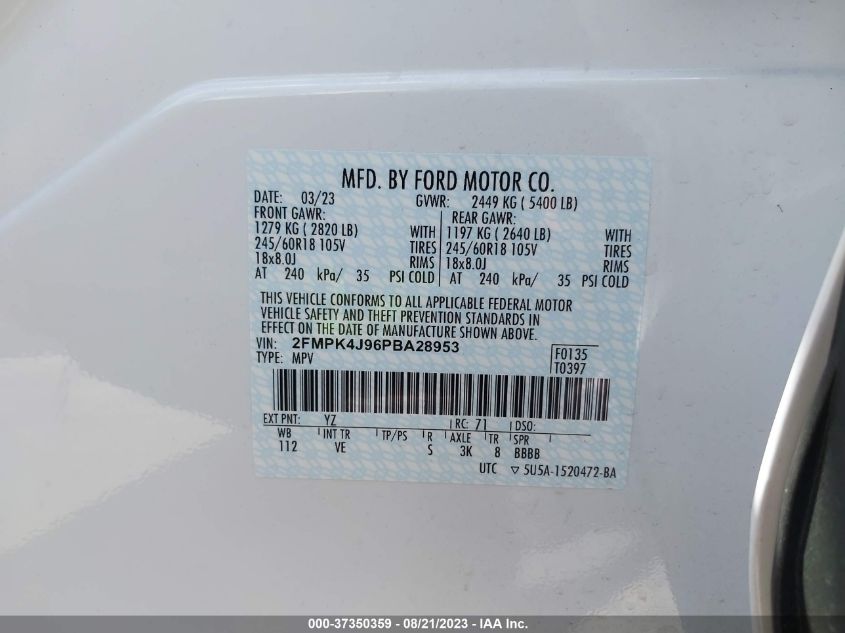 MFD. BY FORD MOTOR CO.
DATE: 03/23 GVWR: 2449 KG ( 5400 LB)
FRONT GAWR: REAR GAWR:
1279 KG ( 2820 LB) WITH 1197 KG ( 2640 LB) WITH
245/60R18 105V TIRES 245/60R18 105V TIRES
18x8.0J RIMS 18x8.0J RIMS
AT 240 kPa/ 35 PSI COLD AT 240 kPa/ 35 PSI COLD
THIS VEHICLE CONFORMS TO ALL APPLICABLE FEDERAL MOTOR
VEHICLE SAFETY AND THEFT PREVENTION STANDARDS IN
EFFECT ON THE DATE OF MANUFACTURE SHOWN ABOVE.
VIN: 2FMPK4J96PBA28953
TYPE: MPV
F0135
T0397
EXT PNT: YZ RC: 71 DSO:
WB INT TR TP/PS R AXLE TR SPR
112 VE S 3K 8 BBBB
UTC ▽ 5U5A-1520472-BA
000-37350359 - 08/21/2023 - IAA Inc.